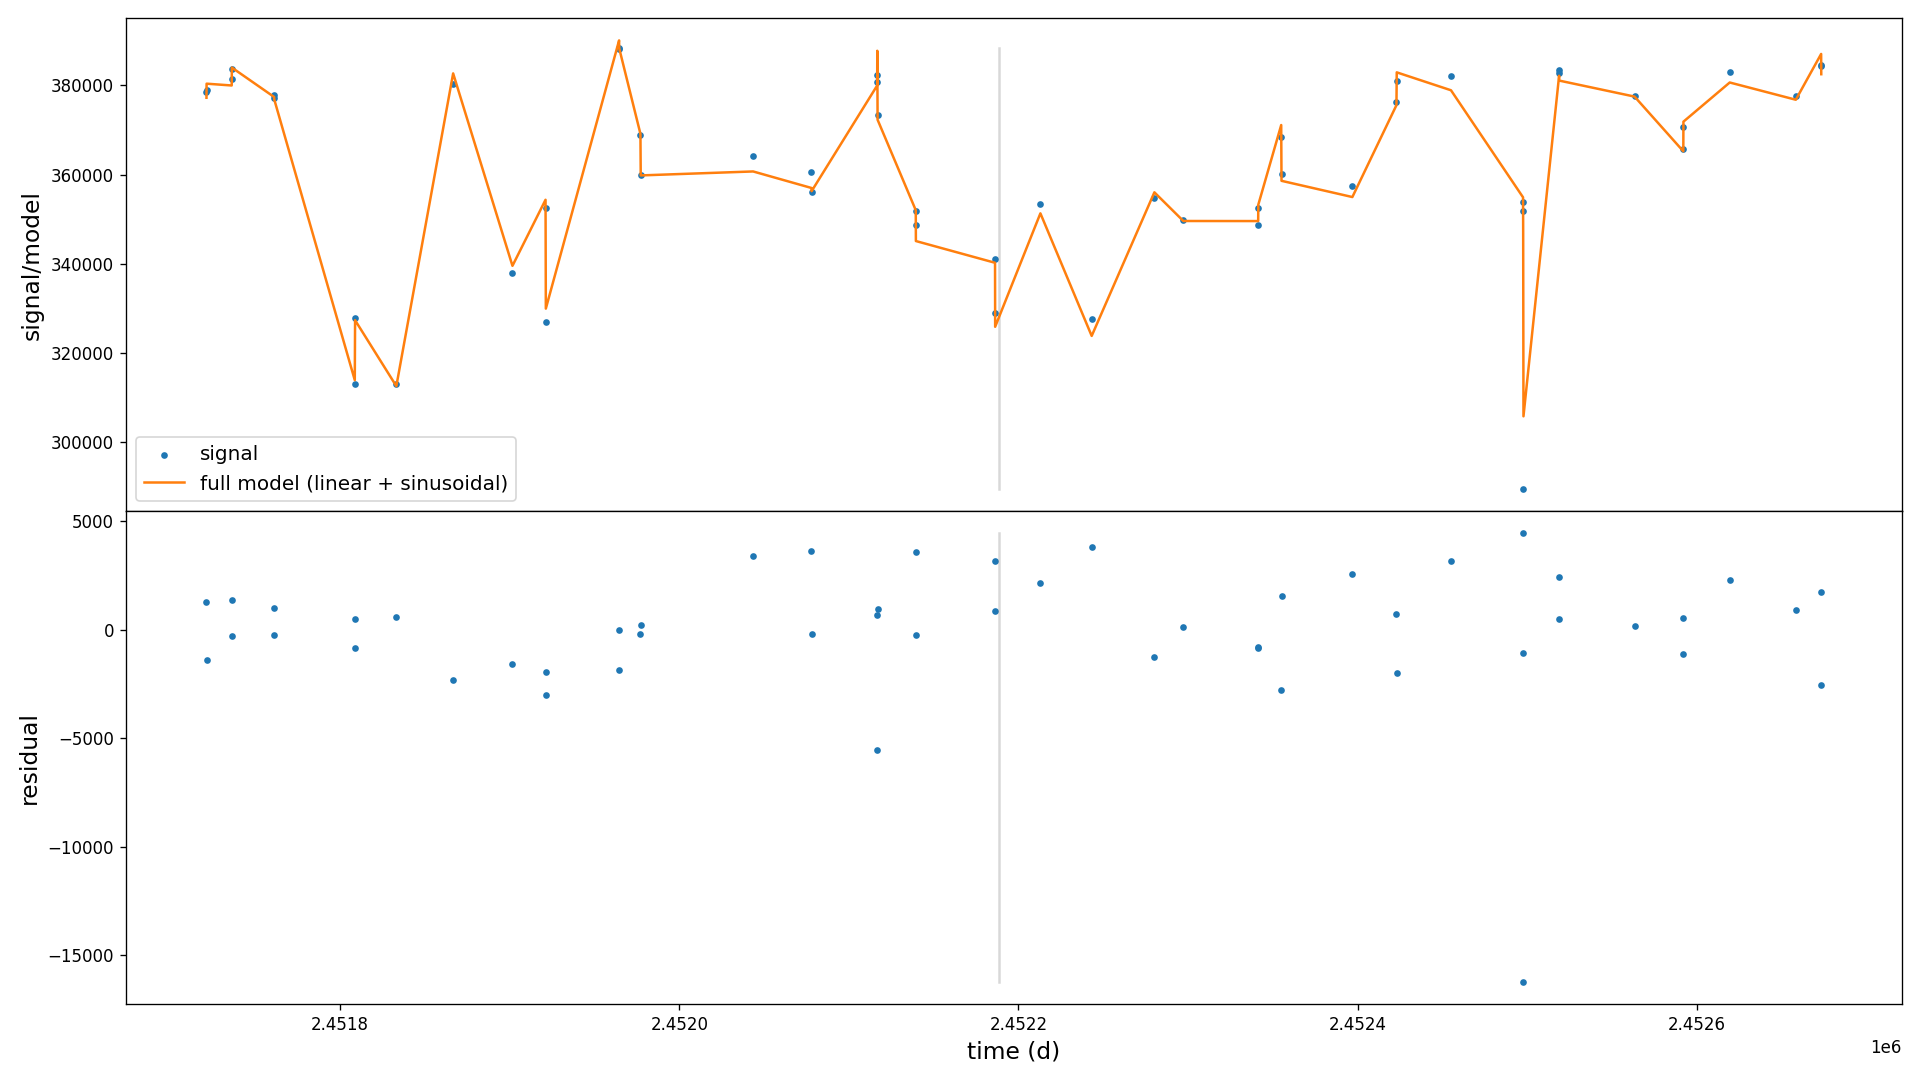 signal/model
380000
360000
340000
320000
300000
signal
full model (linear + sinusoidal)
residual
5000
0
−5000
−10000
−15000
2.4518
2.4520
2.4522
2.4524
2.4526
time (d)
1e6